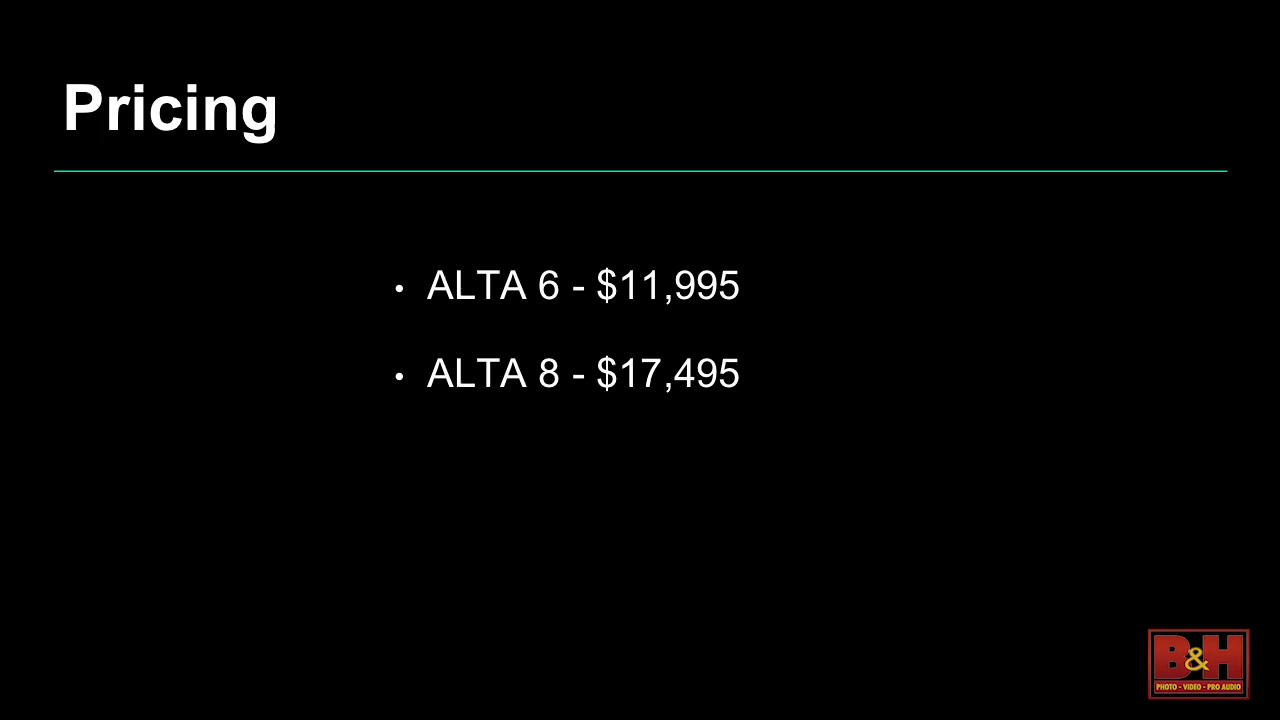 Pricing
• ALTA 6 - $11,995
• ALTA 8 - $17,495
B&H
PHOTO - VIDEO - PRO AUDIO